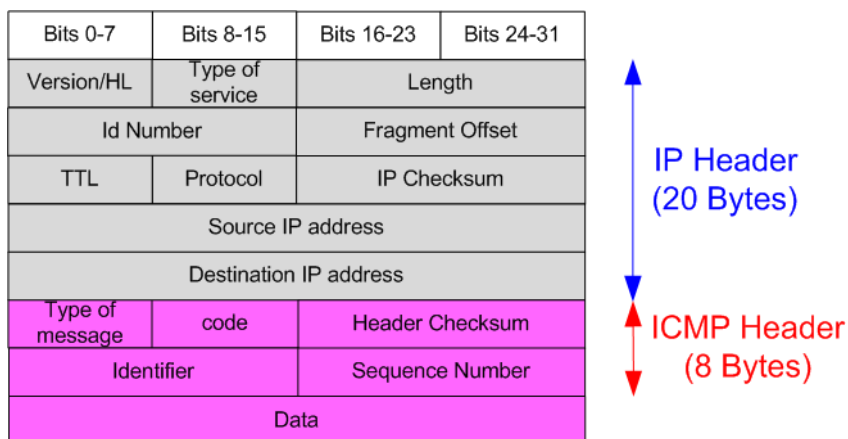 Bits 0-7 Bits 8-15 Bits 16-23 Bits 24-31
Version/HL Type of service Length
Id Number Fragment Offset
TTL Protocol IP Checksum
Source IP address
Destination IP address
Type of message code Header Checksum
Identifier Sequence Number
Data
IP Header
(20 Bytes)
ICMP Header
(8 Bytes)